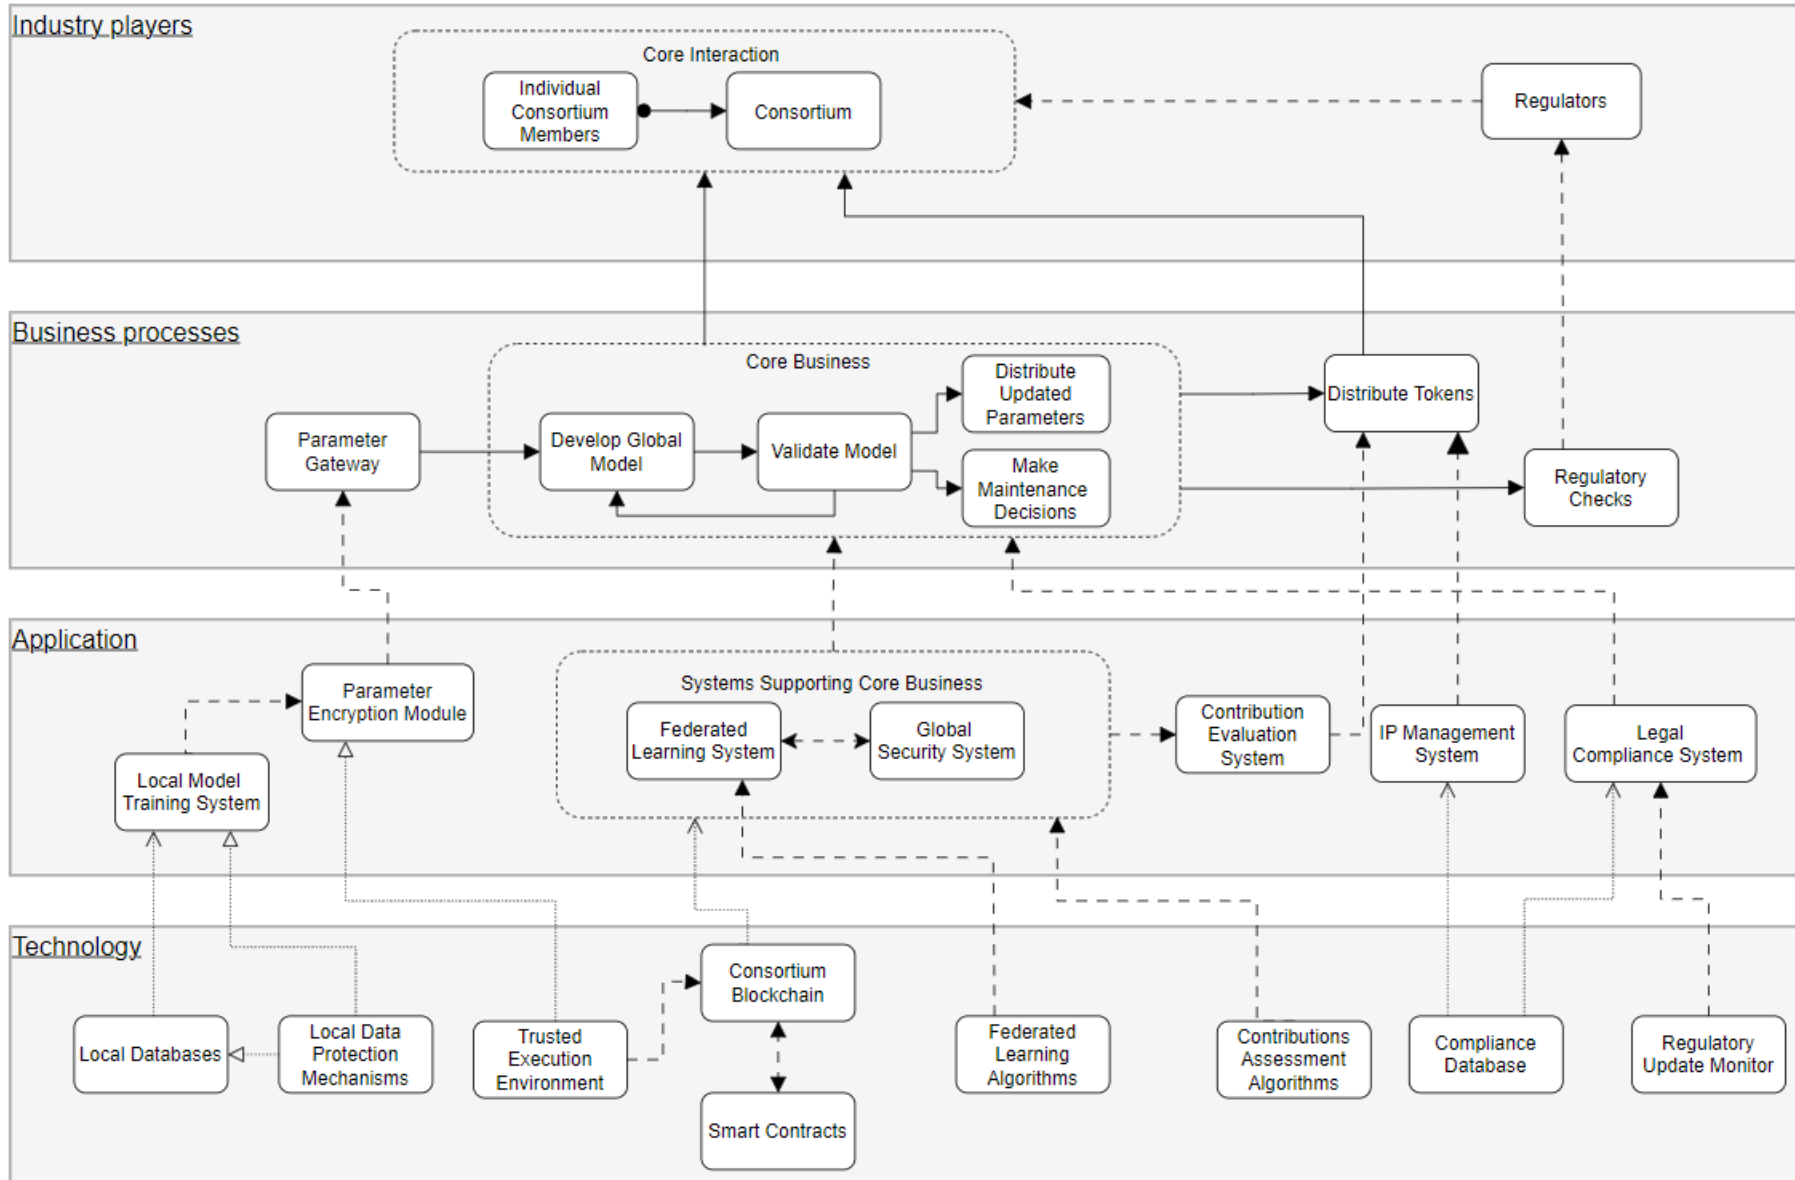 Industry players
Core Interaction
Individual
Consortium
Members
Consortium
Regulators
Business processes
Core Business
Parameter
Gateway
Develop Global
Model
Validate Model
Distribute
Updated
Parameters
Make
Maintenance
Decisions
Distribute Tokens
Regulatory
Checks
Application
Parameter
Encryption Module
Local Model
Training System
Systems Supporting Core Business
Federated
Learning System
Global
Security System
Contribution
Evaluation
System
IP Management
System
Legal
Compliance System
Technology
Local Databases
Local Data
Protection
Mechanisms
Trusted
Execution
Environment
Consortium
Blockchain
Smart Contracts
Federated
Learning
Algorithms
Contributions
Assessment
Algorithms
Compliance
Database
Regulatory
Update Monitor